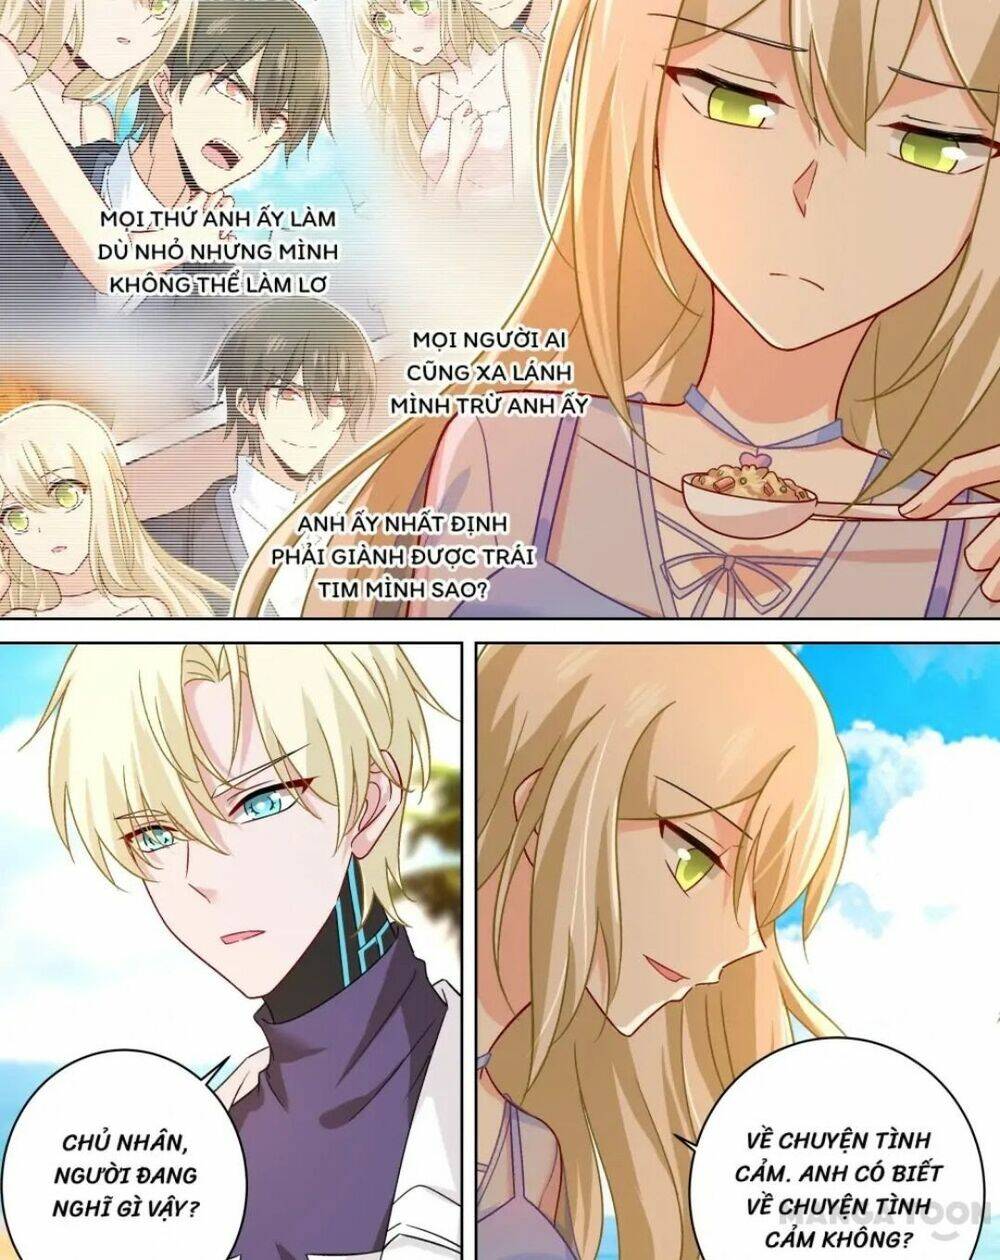 MỌI THỨ ANH ẤY LÀM
DÙ NHỎ NHƯNG MÌNH
KHÔNG THỂ LÀM LƠ
MỌI NGƯỜI AI
CŨNG XA LÁNH
MÌNH TRỪ ANH ẤY
ANH ẤY NHẤT ĐỊNH
PHẢI GIÀNH ĐƯỢC TRÁI
TIM MÌNH SAO?
CHỦ NHÂN,
NGƯỜI ĐANG
NGHĨ GÌ VẬY?
VỀ CHUYỆN TÌNH
CẢM. ANH CÓ BIẾT
VỀ CHUYỆN TÌNH
CẢM KHÔNG?
MANGATOON